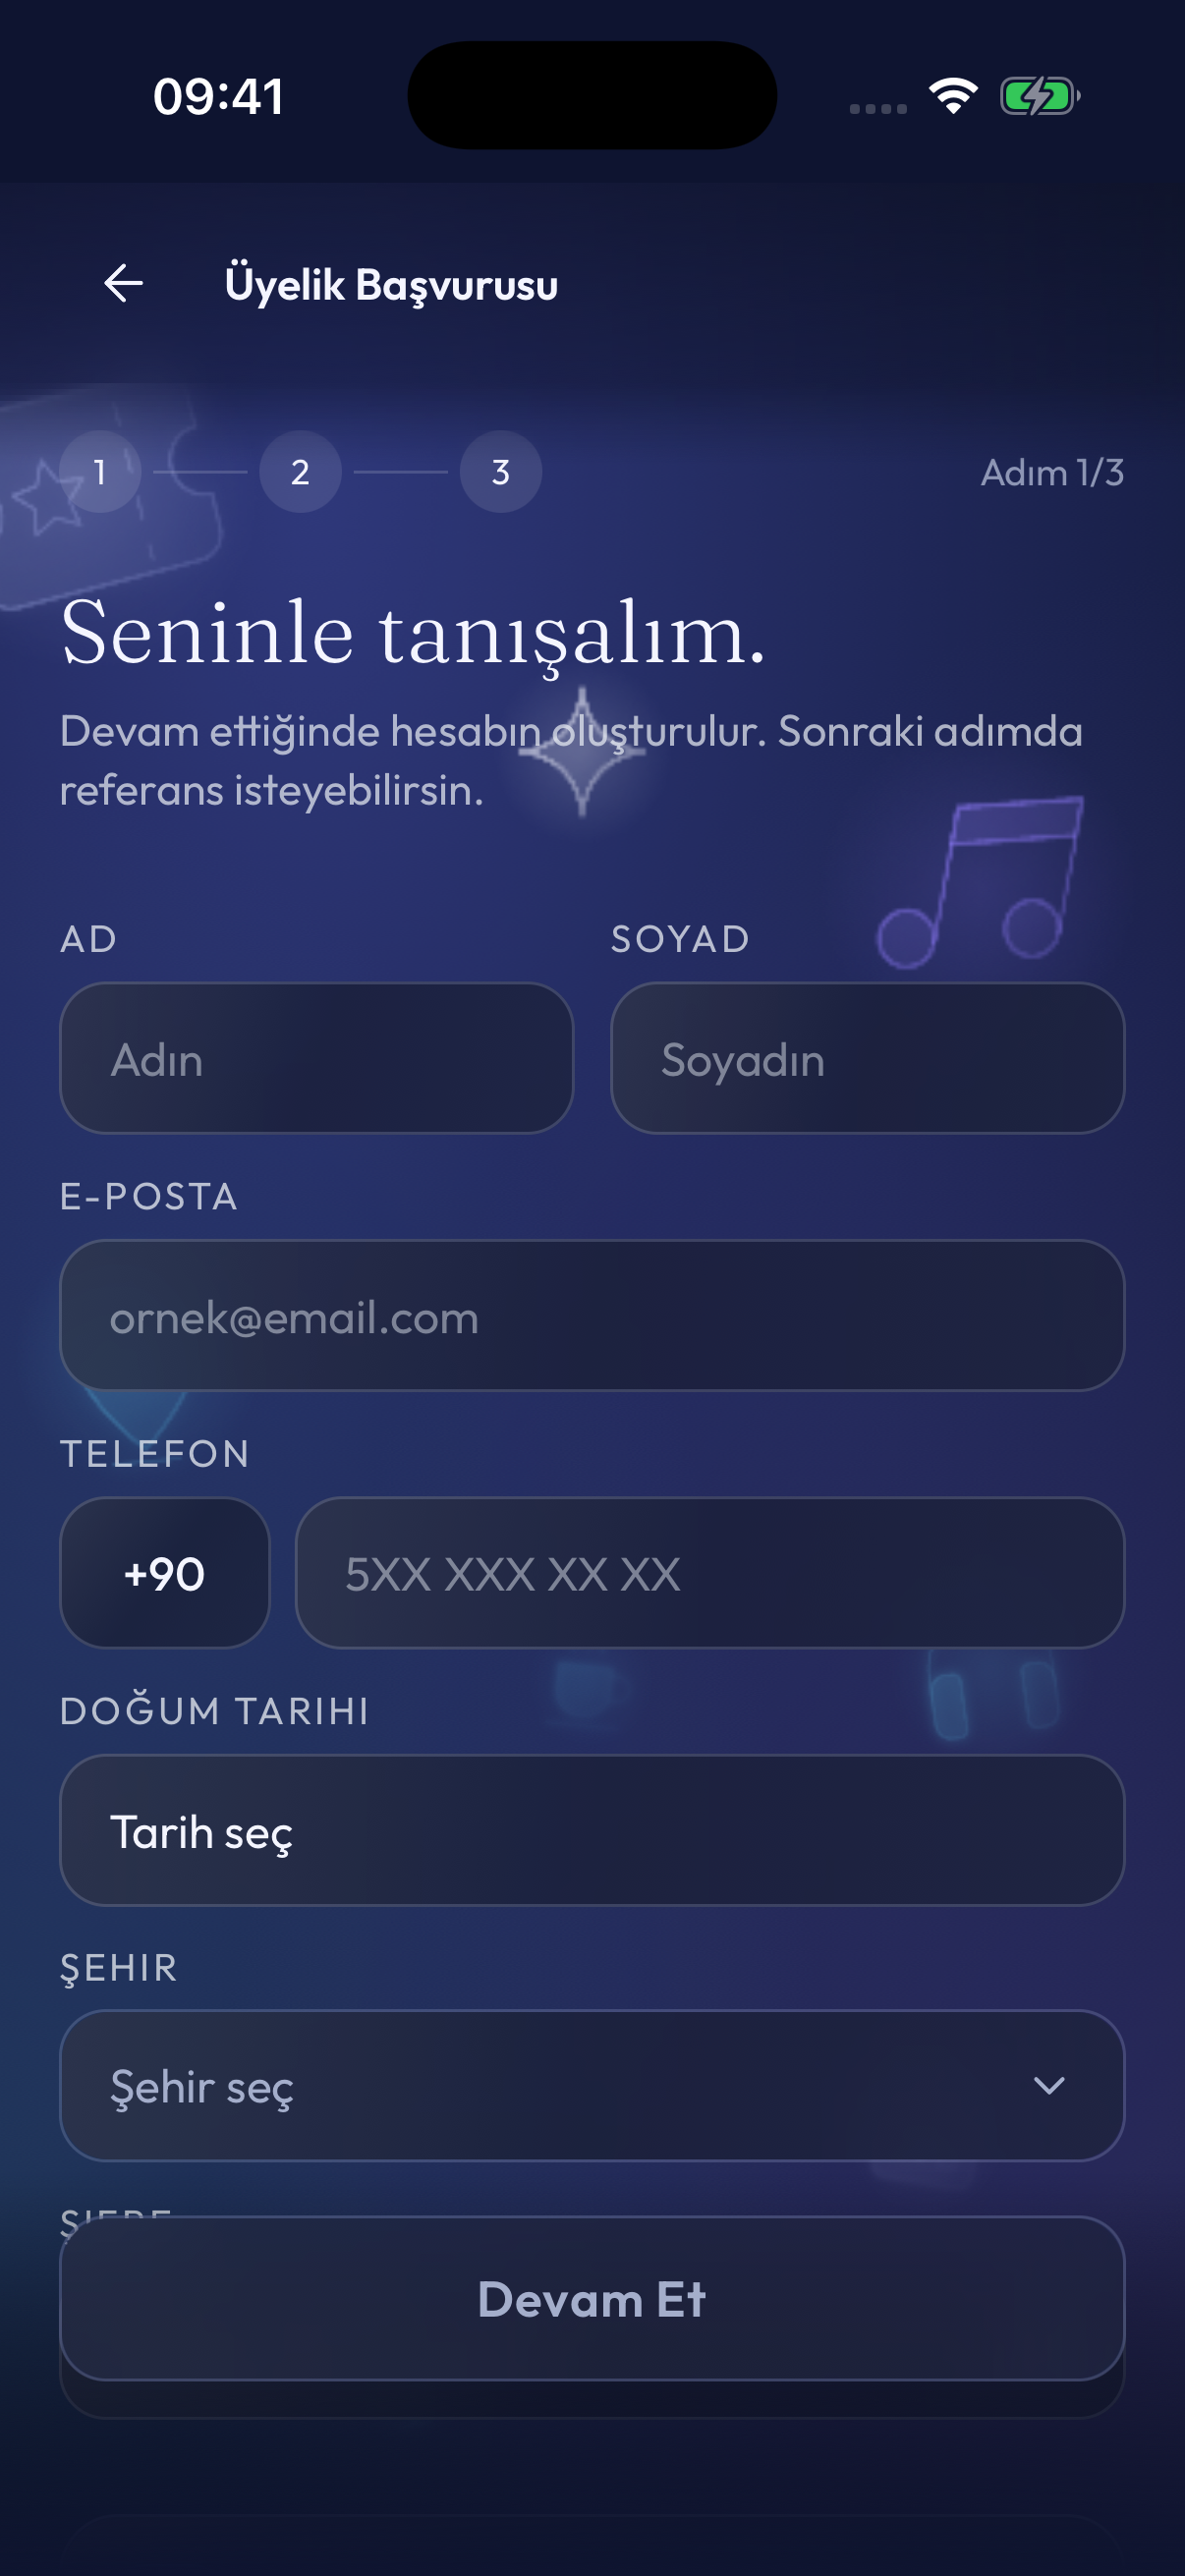 09:41
Üyelik Başvurusu
1 2 3 Adım 1/3
Seninle tanışalım.
Devam ettiğinde hesabın oluşturulur. Sonraki adımda
referans isteyebilirsin.
AD SOYAD
Adın Soyadın
E-POSTA
ornek@email.com
TELEFON
+90 5XX XXX XX XX
DOĞUM TARIHI
Tarih seç
ŞEHIR
Şehir seç
Devam Et